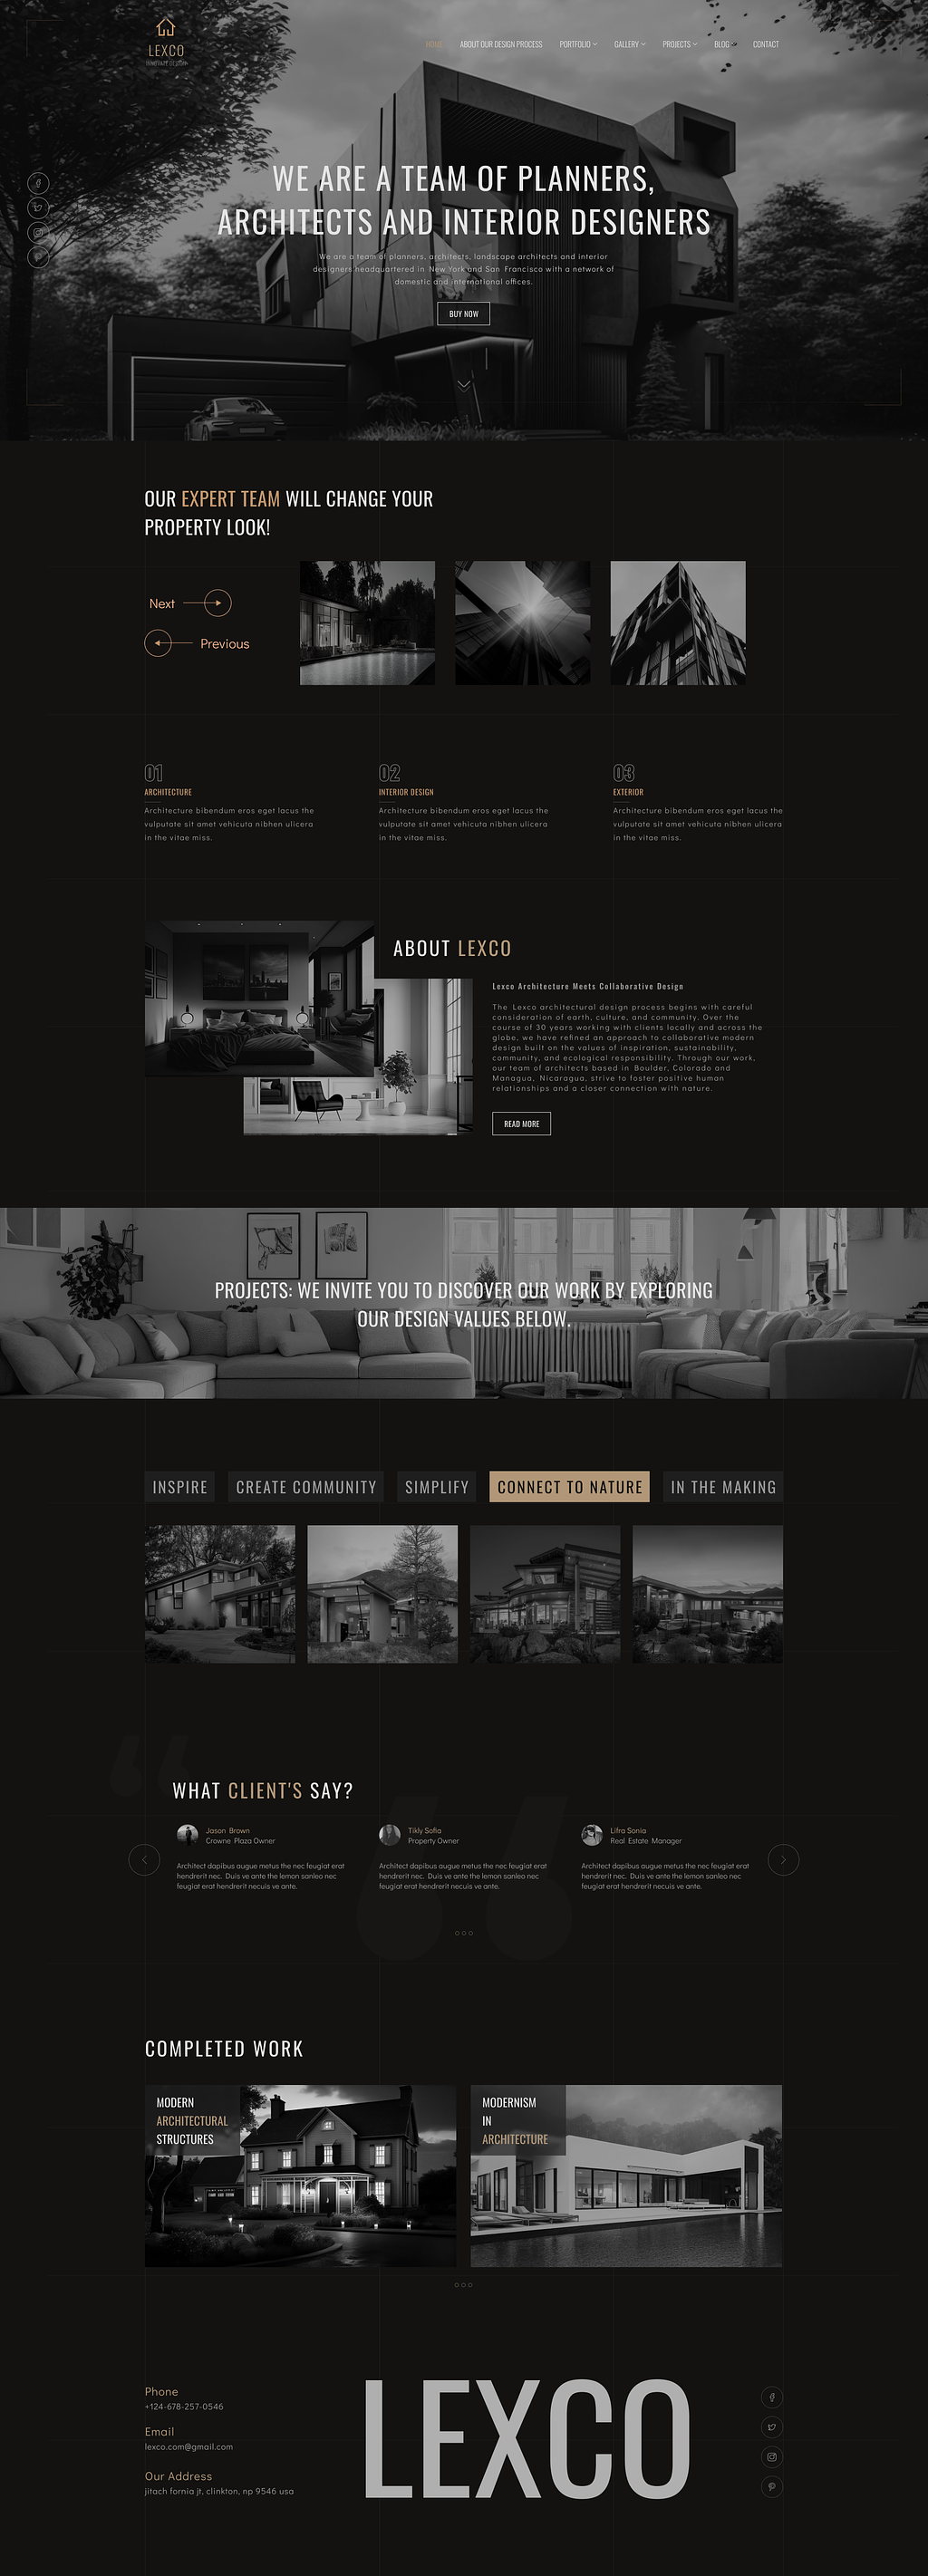 LEXCO
HOME
ABOUT OUR DESIGN PROCESS
PORTFOLIO
GALLERY
PROJECTS
BLOG
CONTACT
WE ARE A TEAM OF PLANNERS,
ARCHITECTS AND INTERIOR DESIGNERS
We are a team of planners, architects, landscape architects and interior
designers headquartered in New York and San Francisco with a network of
domestic and international offices.
BUY NOW
OUR EXPERT TEAM WILL CHANGE YOUR
PROPERTY LOOK!
Next
Previous
01
ARCHITECTURE
Architecture bibendum eros eget lacus the
vulputate sit amet vehicuta nibhen ulicera
in the vitae miss.
02
INTERIOR DESIGN
Architecture bibendum eros eget lacus the
vulputate sit amet vehicuta nibhen ulicera
in the vitae miss.
03
EXTERIOR
Architecture bibendum eros eget lacus the
vulputate sit amet vehicuta nibhen ulicera
in the vitae miss.
ABOUT LEXCO
Lexco Architecture Meets Collaborative Design
The Lexco architectural design process begins with careful
consideration of earth, culture, and community. Over the
course of 30 years working with clients locally and across the
globe, we have refined an approach to collaborative modern
design built on the values of inspiration, sustainability,
community, and ecological responsibility. Through our work,
our team of architects based in Boulder, Colorado and
Managua, Nicaragua, strive to foster positive human
relationships and a closer connection with nature.
READ MORE
PROJECTS: WE INVITE YOU TO DISCOVER OUR WORK BY EXPLORING
OUR DESIGN VALUES BELOW.
INSPIRE
CREATE COMMUNITY
SIMPLIFY
CONNECT TO NATURE
IN THE MAKING
WHAT CLIENT'S SAY?
Jason Brown
Crowne Plaza Owner
Architect dapibus augue metus the nec feugiat erat
hendrerit nec. Duis ve ante the lemon sanleo nec
feugiat erat hendrerit necuis ve ante.
Tikly Sofia
Property Owner
Architect dapibus augue metus the nec feugiat erat
hendrerit nec. Duis ve ante the lemon sanleo nec
feugiat erat hendrerit necuis ve ante.
Lifra Sonia
Real Estate Manager
Architect dapibus augue metus the nec feugiat erat
hendrerit nec. Duis ve ante the lemon sanleo nec
feugiat erat hendrerit necuis ve ante.
COMPLETED WORK
MODERN
ARCHITECTURAL
STRUCTURES
MODERNISM
IN
ARCHITECTURE
Phone
+124-678-257-0546
Email
lexco.com@gmail.com
Our Address
jitach fornia jt, clinkton, np 9546 usa
LEXCO